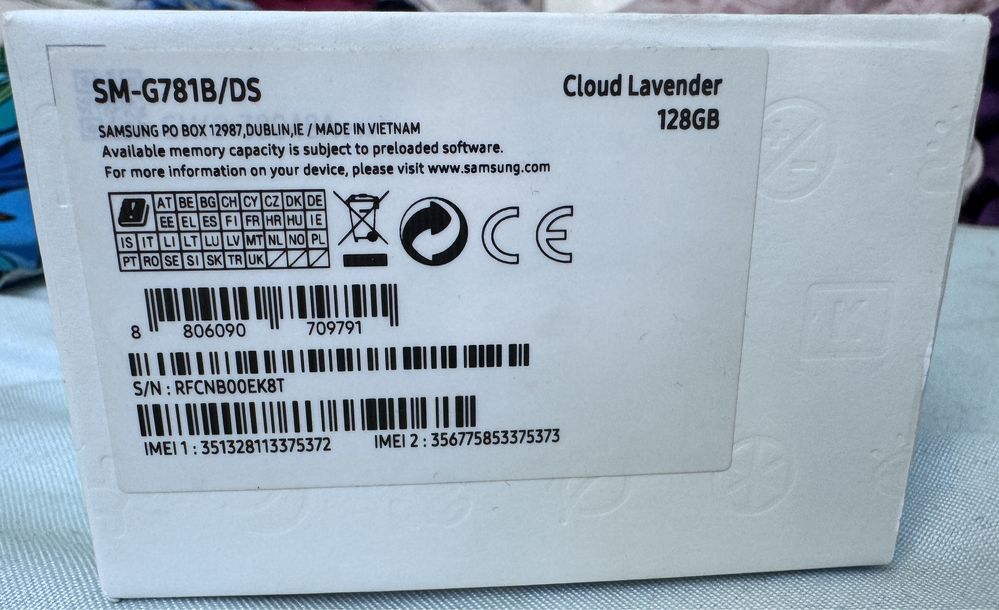 SM-G781B/DS
Cloud Lavender
128GB
SAMSUNG PO BOX 12987,DUBLIN,IE / MADE IN VIETNAM
Available memory capacity is subject to preloaded software.
For more information on your device, please visit www.samsung.com
AT BE BG CH CY CZ DK DE
EE EL ES FI FR HR HU IE
IS IT LI LT LU LV MT NL NO PL
PT RO SE SI SK TR UK
CE
8 806090 709791
S/N : RFCNB00EK8T
IMEI 1 : 351328113375372 IMEI 2 : 356775853375373